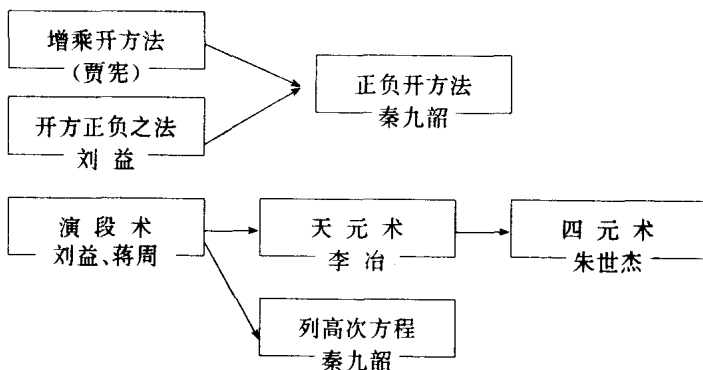 增乘开方法
(贾宪)
正负开方法
秦九韶
开方正负之法
刘益
演段术
刘益、蒋周
天元术
李冶
四元术
朱世杰
列高次方程
秦九韶